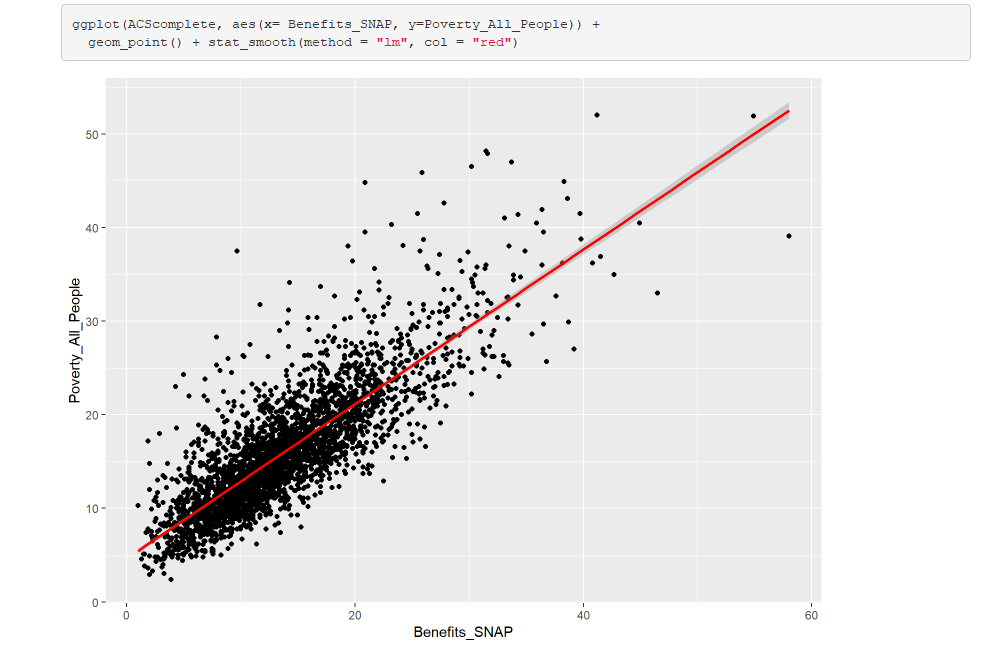 ggplot(ACScomplete, aes(x= Benefits_SNAP, y=Poverty_All_People)) +
geom_point() + stat_smooth(method = "lm", col = "red")
50
40
30
20
10
0
Poverty_All_People
0 20 40 60
Benefits_SNAP